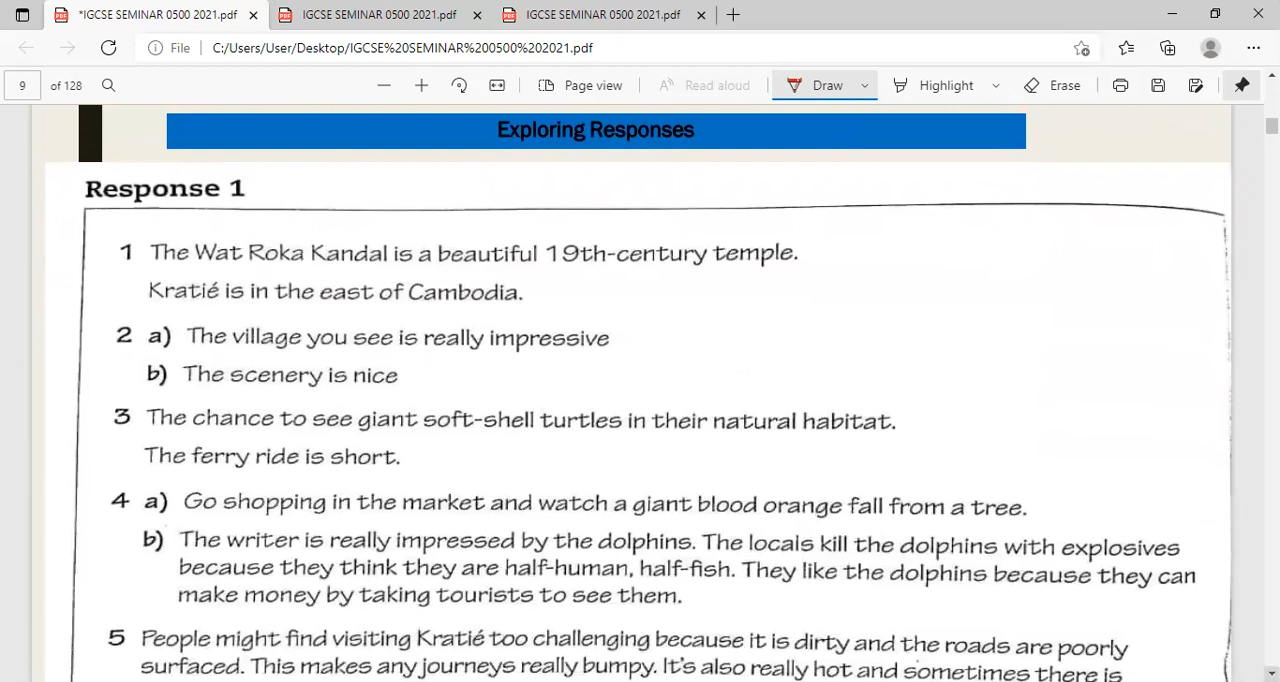 *IGCSE SEMINAR 0500 2021.pdf
IGCSE SEMINAR 0500 2021.pdf
IGCSE SEMINAR 0500 2021.pdf
File
C:/Users/User/Desktop/IGCSE%20SEMINAR%200500%202021.pdf
9 of 128
Page view
Read aloud
Draw
Highlight
Erase
Exploring Responses
Response 1
1 The Wat Roka Kandal is a beautiful 19th-century temple.
Kratié is in the east of Cambodia.
2 a) The village you see is really impressive
b) The scenery is nice
3 The chance to see giant soft-shell turtles in their natural habitat.
The ferry ride is short.
4 a) Go shopping in the market and watch a giant blood orange fall from a tree.
b) The writer is really impressed by the dolphins. The locals kill the dolphins with explosives
because they think they are half-human, half-fish. They like the dolphins because they can
make money by taking tourists to see them.
5 People might find visiting Kratié too challenging because it is dirty and the roads are poorly
surfaced. This makes any journeys really bumpy. It's also really hot and sometimes there is